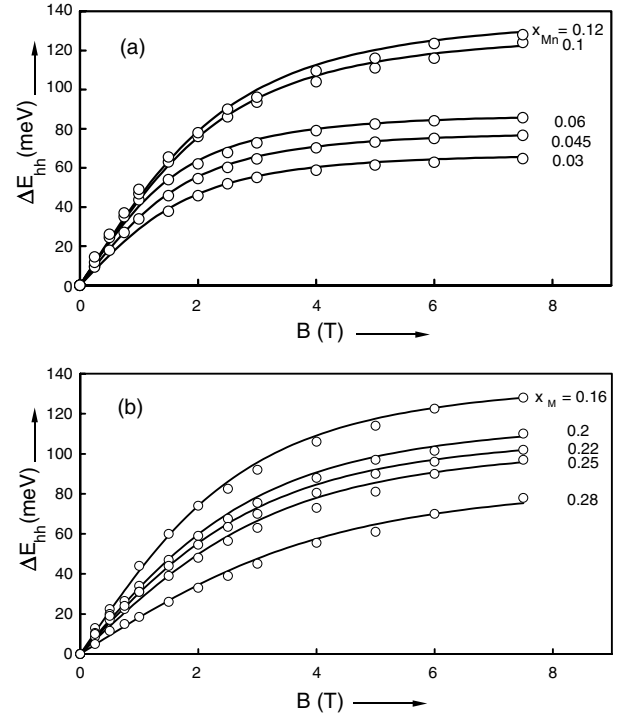 140
120
100
80
60
40
20
0
ΔE_hh (meV)
(a)
x_Mn = 0.12
0.1
0.06
0.045
0.03
0 2 4 6 8
B (T)
140
120
100
80
60
40
20
0
ΔE_hh (meV)
(b)
x_M = 0.16
0.2
0.22
0.25
0.28
0 2 4 6 8
B (T)